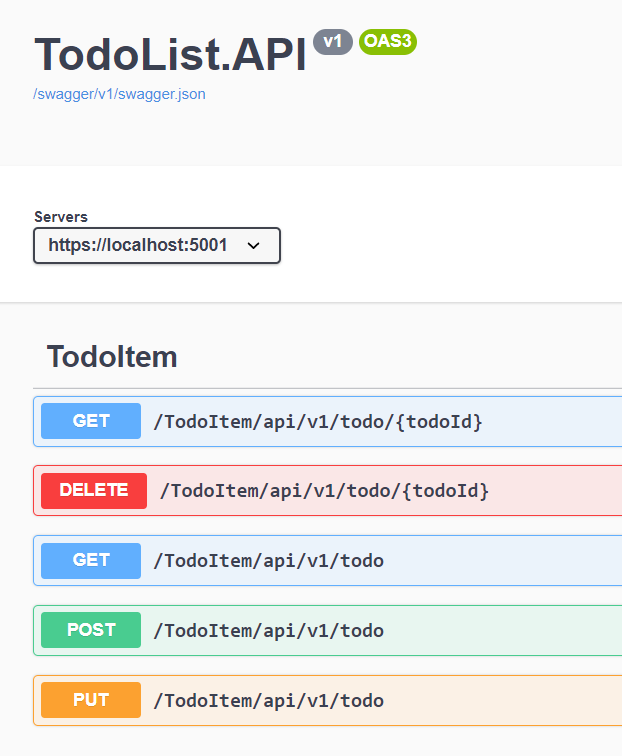 TodoList.API v1 OAS3
/swagger/v1/swagger.json
Servers
https://localhost:5001
TodoItem
GET /TodoItem/api/v1/todo/{todoId}
DELETE /TodoItem/api/v1/todo/{todoId}
GET /TodoItem/api/v1/todo
POST /TodoItem/api/v1/todo
PUT /TodoItem/api/v1/todo